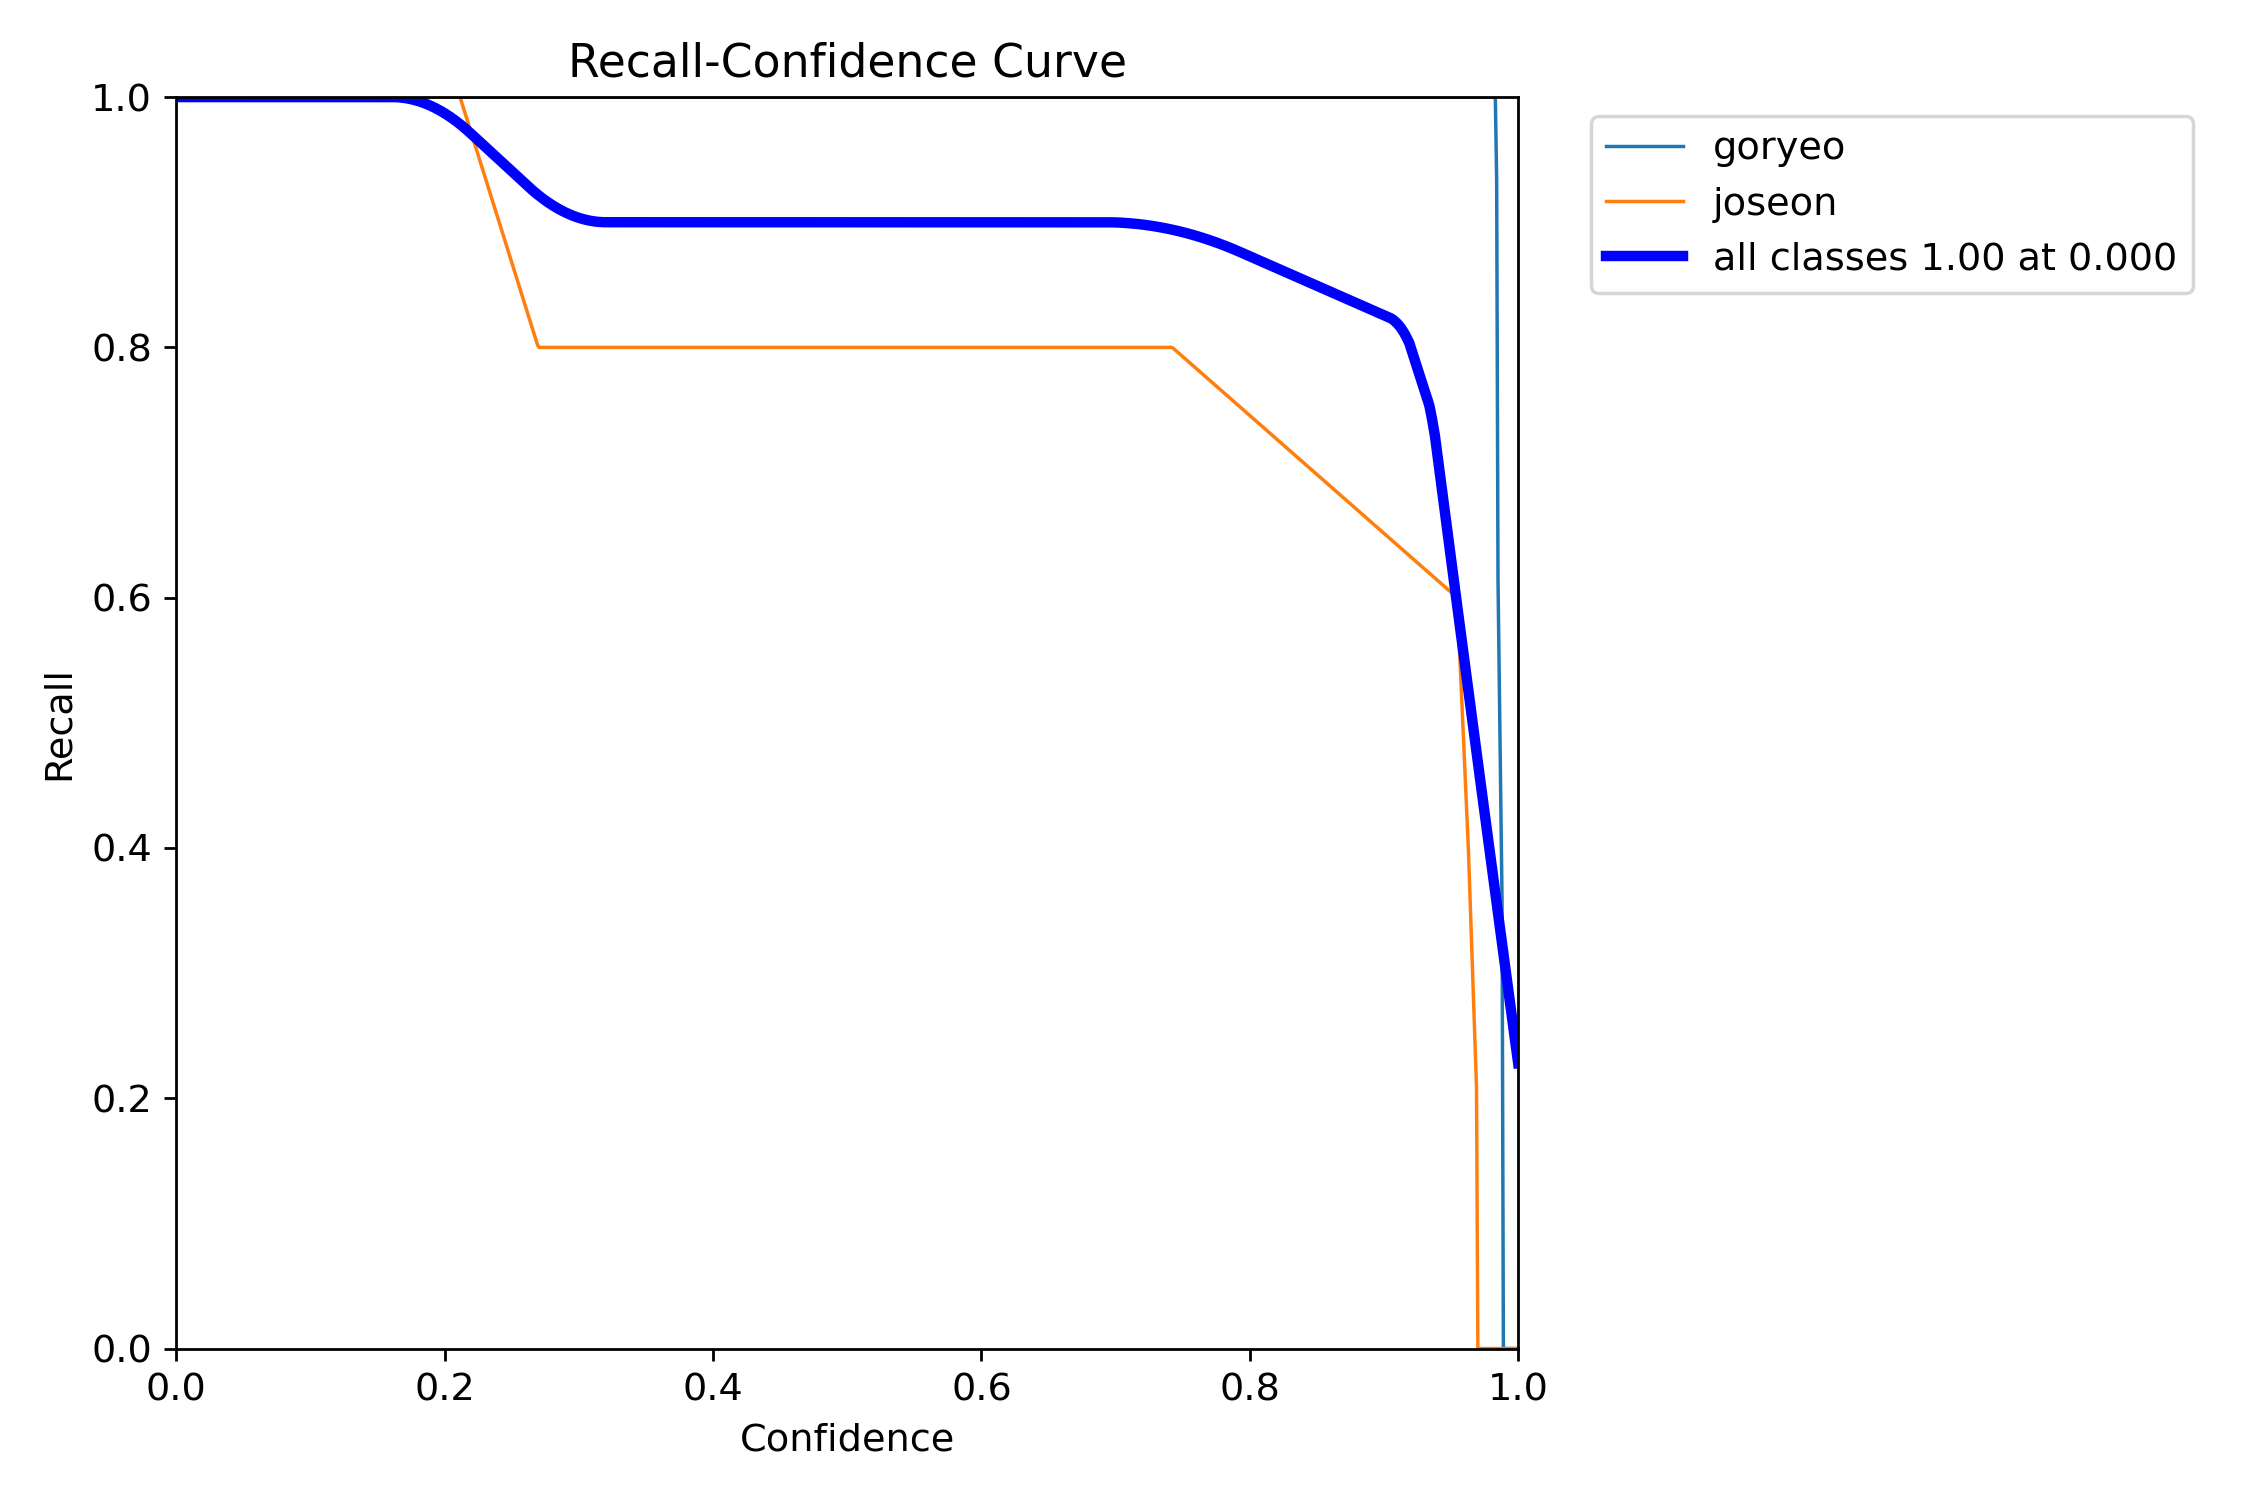 Recall-Confidence Curve
1.0
0.8
0.6
0.4
0.2
0.0
Recall
0.0 0.2 0.4 0.6 0.8 1.0
Confidence
goryeo
joseon
all classes 1.00 at 0.000